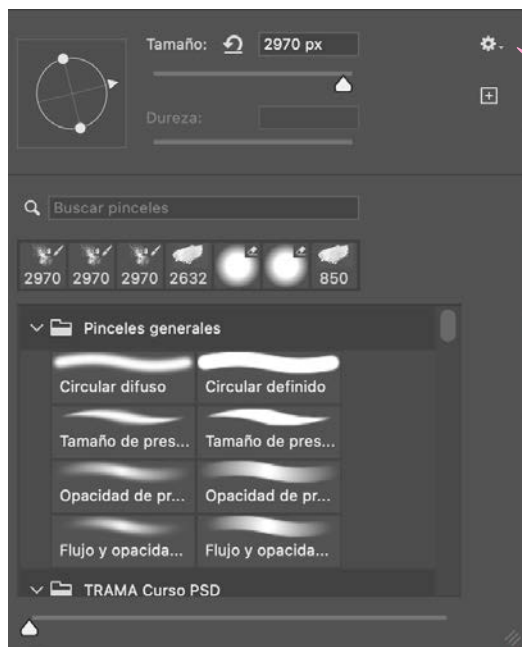 Tamaño: 2970 px
Dureza:
Buscar pinceles
2970 2970 2970 2632 850
Pinceles generales
Circular difuso Circular definido
Tamaño de pres... Tamaño de pres...
Opacidad de pr... Opacidad de pr...
Flujo y opacida... Flujo y opacida...
TRAMA Curso PSD